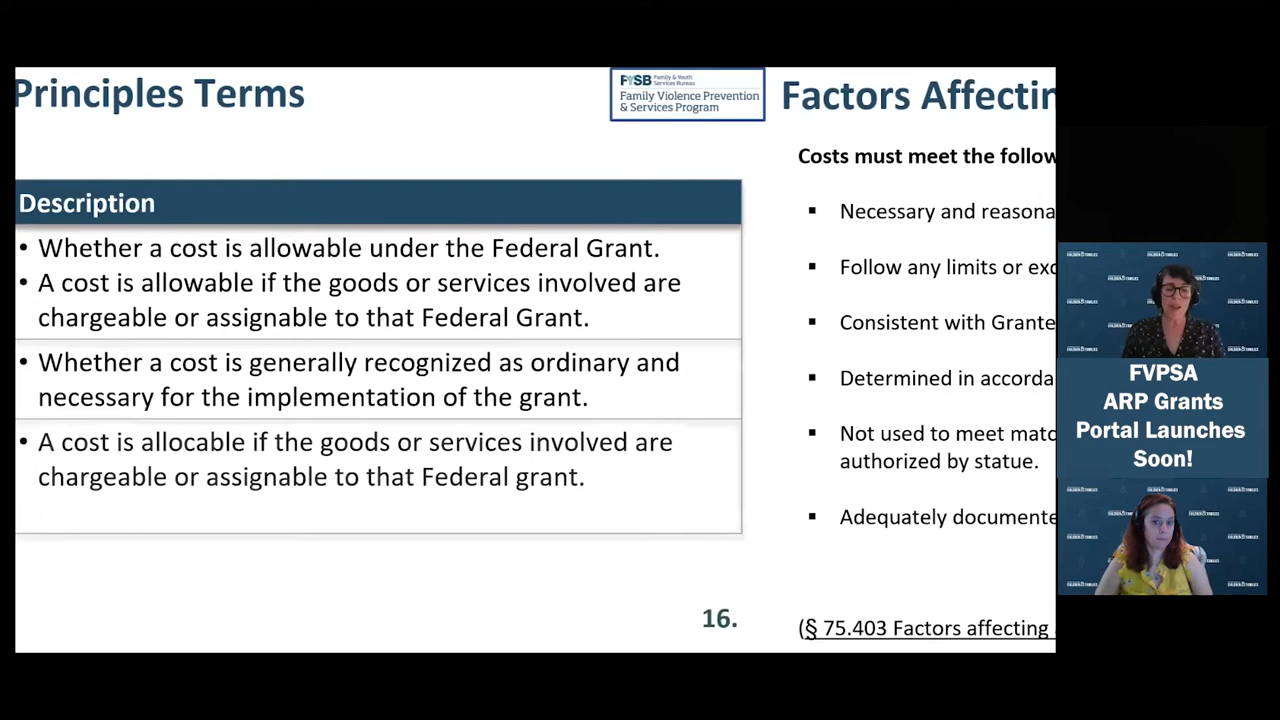 Principles Terms
FYSB Family & Youth
Services Bureau
Family Violence Prevention
& Services Program
Description
• Whether a cost is allowable under the Federal Grant.
• A cost is allowable if the goods or services involved are
chargeable or assignable to that Federal Grant.
• Whether a cost is generally recognized as ordinary and
necessary for the implementation of the grant.
• A cost is allocable if the goods or services involved are
chargeable or assignable to that Federal grant.
16.
Factors Affectin
Costs must meet the follow
▪ Necessary and reasona
▪ Follow any limits or exc
▪ Consistent with Grante
▪ Determined in accorda
▪ Not used to meet matc
authorized by statue.
▪ Adequately documente
(§ 75.403 Factors affecting
FVPSA
ARP Grants
Portal Launches
Soon!